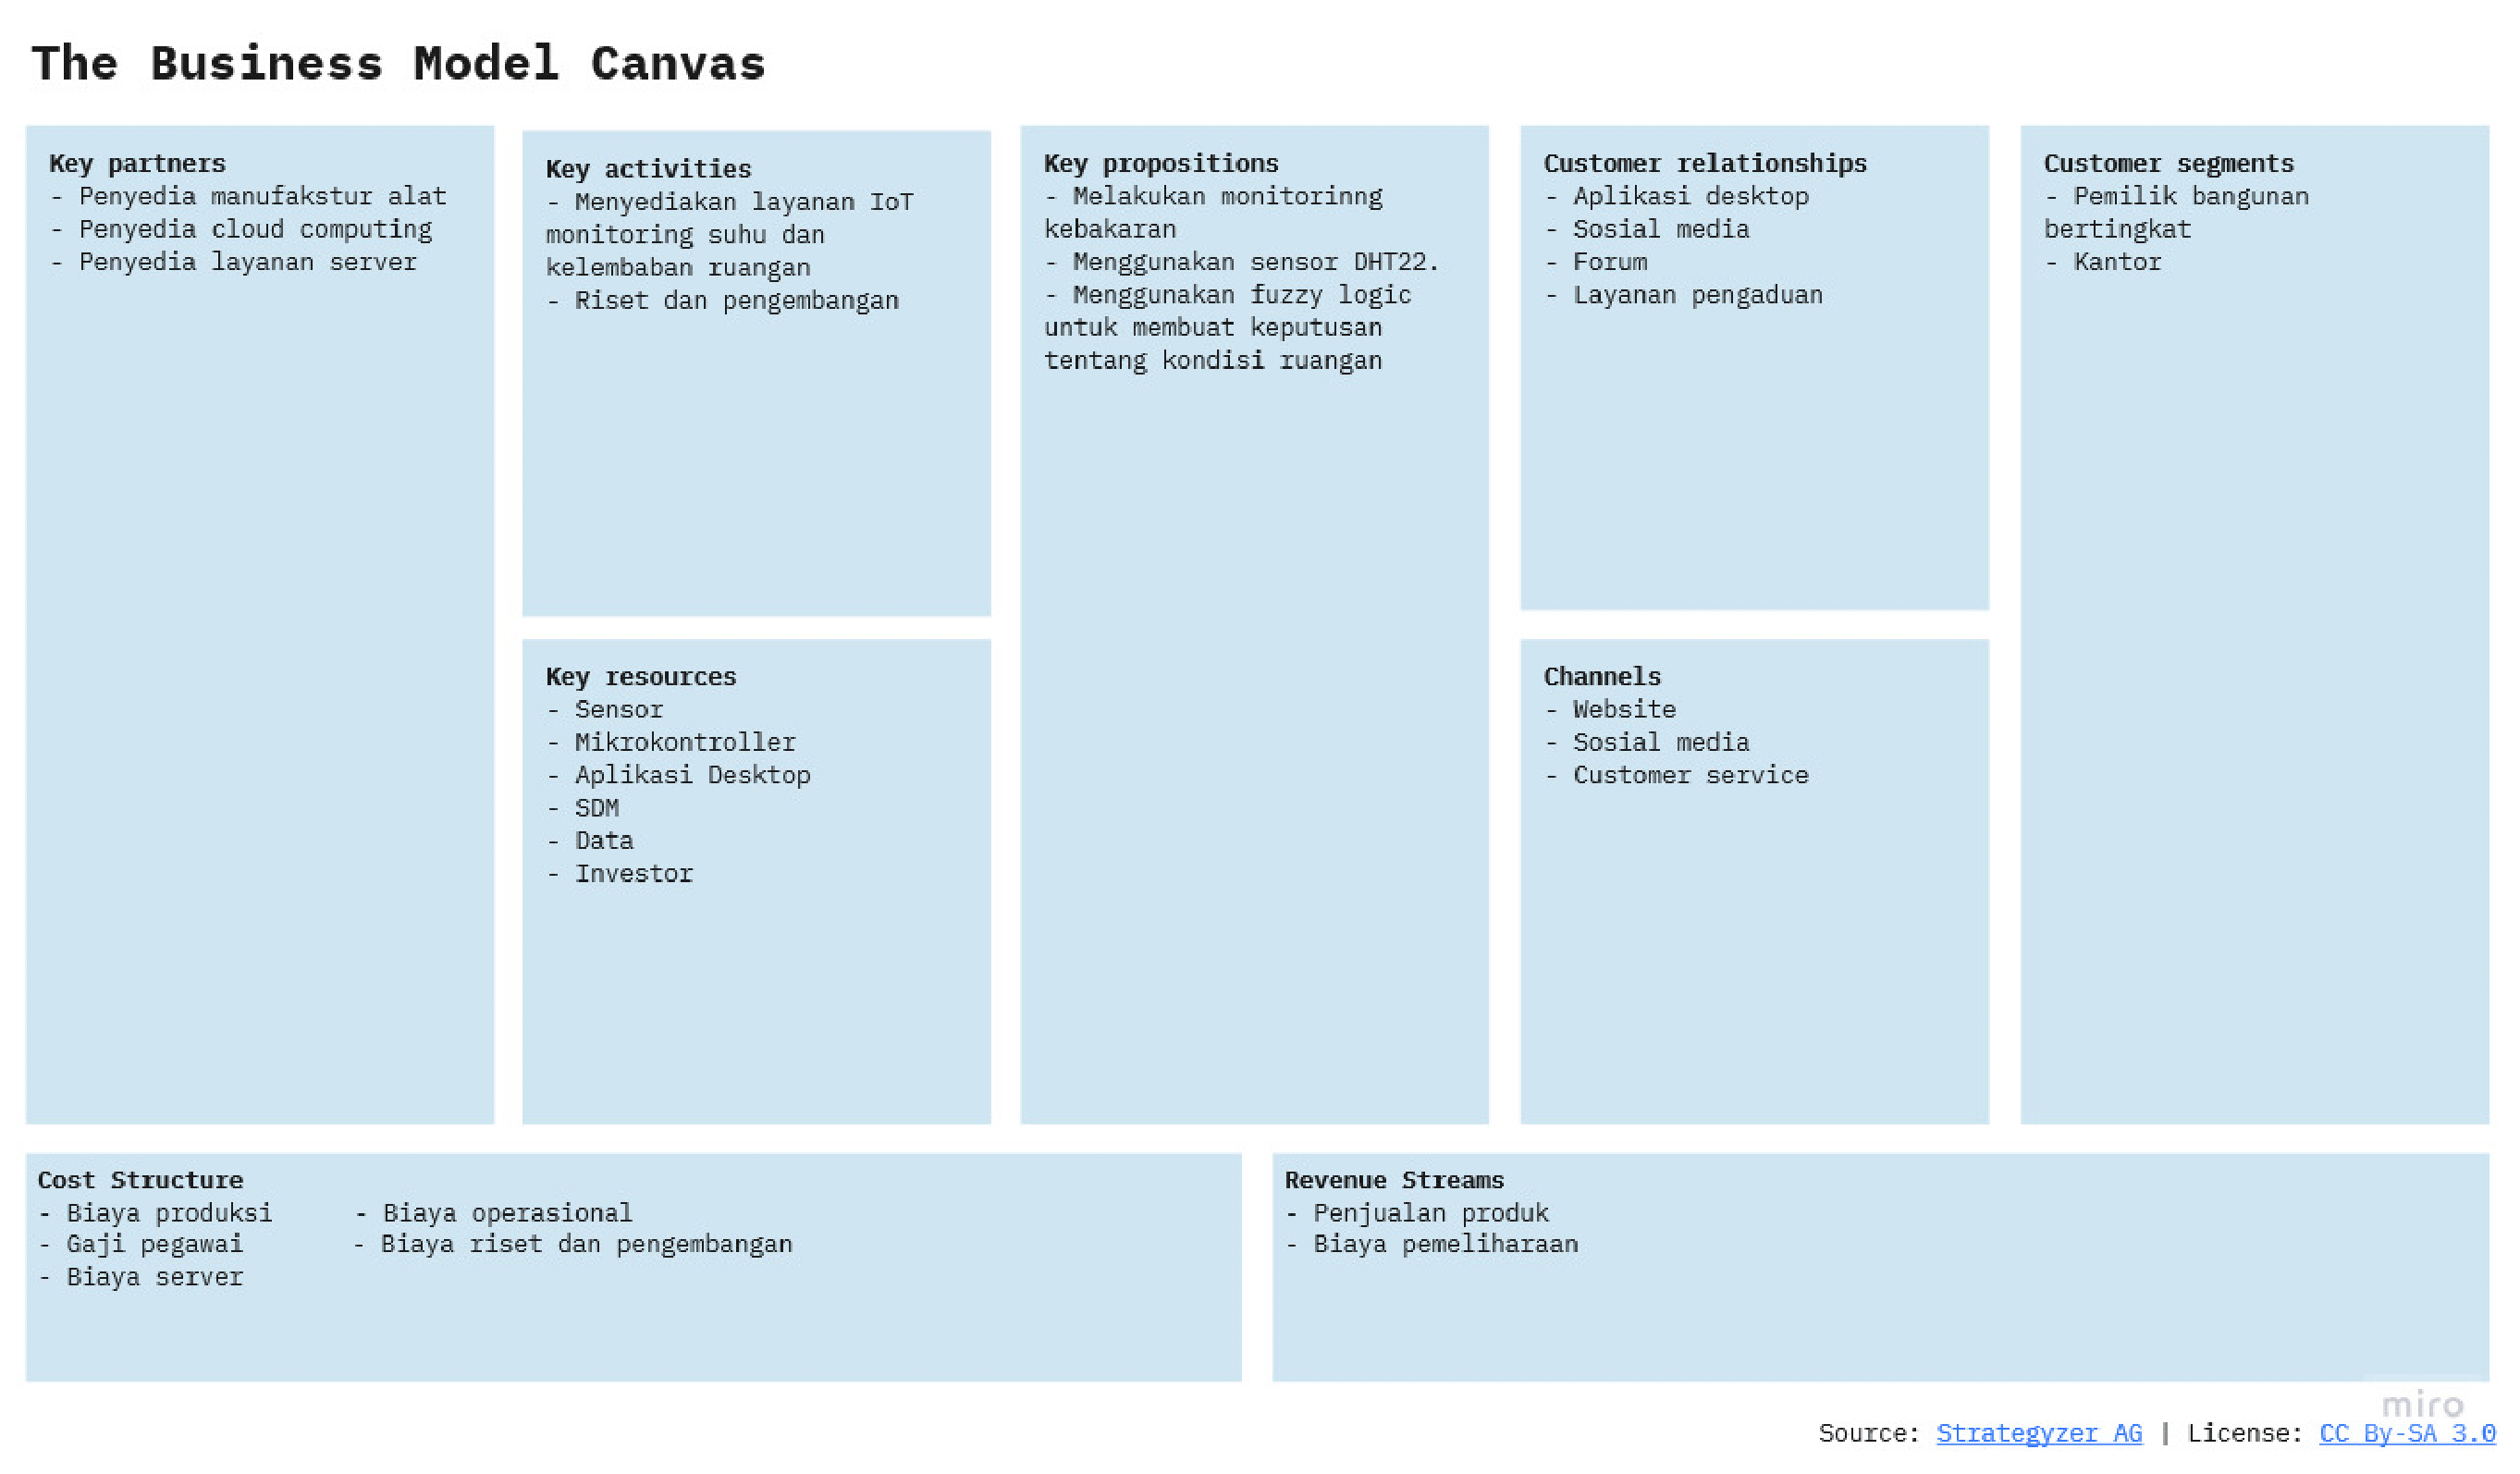 The Business Model Canvas
Key partners
- Penyedia manufakstur alat
- Penyedia cloud computing
- Penyedia layanan server
Key activities
- Menyediakan layanan IoT
monitoring suhu dan
kelembaban ruangan
- Riset dan pengembangan
Key resources
- Sensor
- Mikrokontroller
- Aplikasi Desktop
- SDM
- Data
- Investor
Key propositions
- Melakukan monitorinng
kebakaran
- Menggunakan sensor DHT22.
- Menggunakan fuzzy logic
untuk membuat keputusan
tentang kondisi ruangan
Customer relationships
- Aplikasi desktop
- Sosial media
- Forum
- Layanan pengaduan
Channels
- Website
- Sosial media
- Customer service
Customer segments
- Pemilik bangunan
bertingkat
- Kantor
Cost Structure
- Biaya produksi - Biaya operasional
- Gaji pegawai - Biaya riset dan pengembangan
- Biaya server
Revenue Streams
- Penjualan produk
- Biaya pemeliharaan
miro
Source: Strategyzer AG | License: CC By-SA 3.0